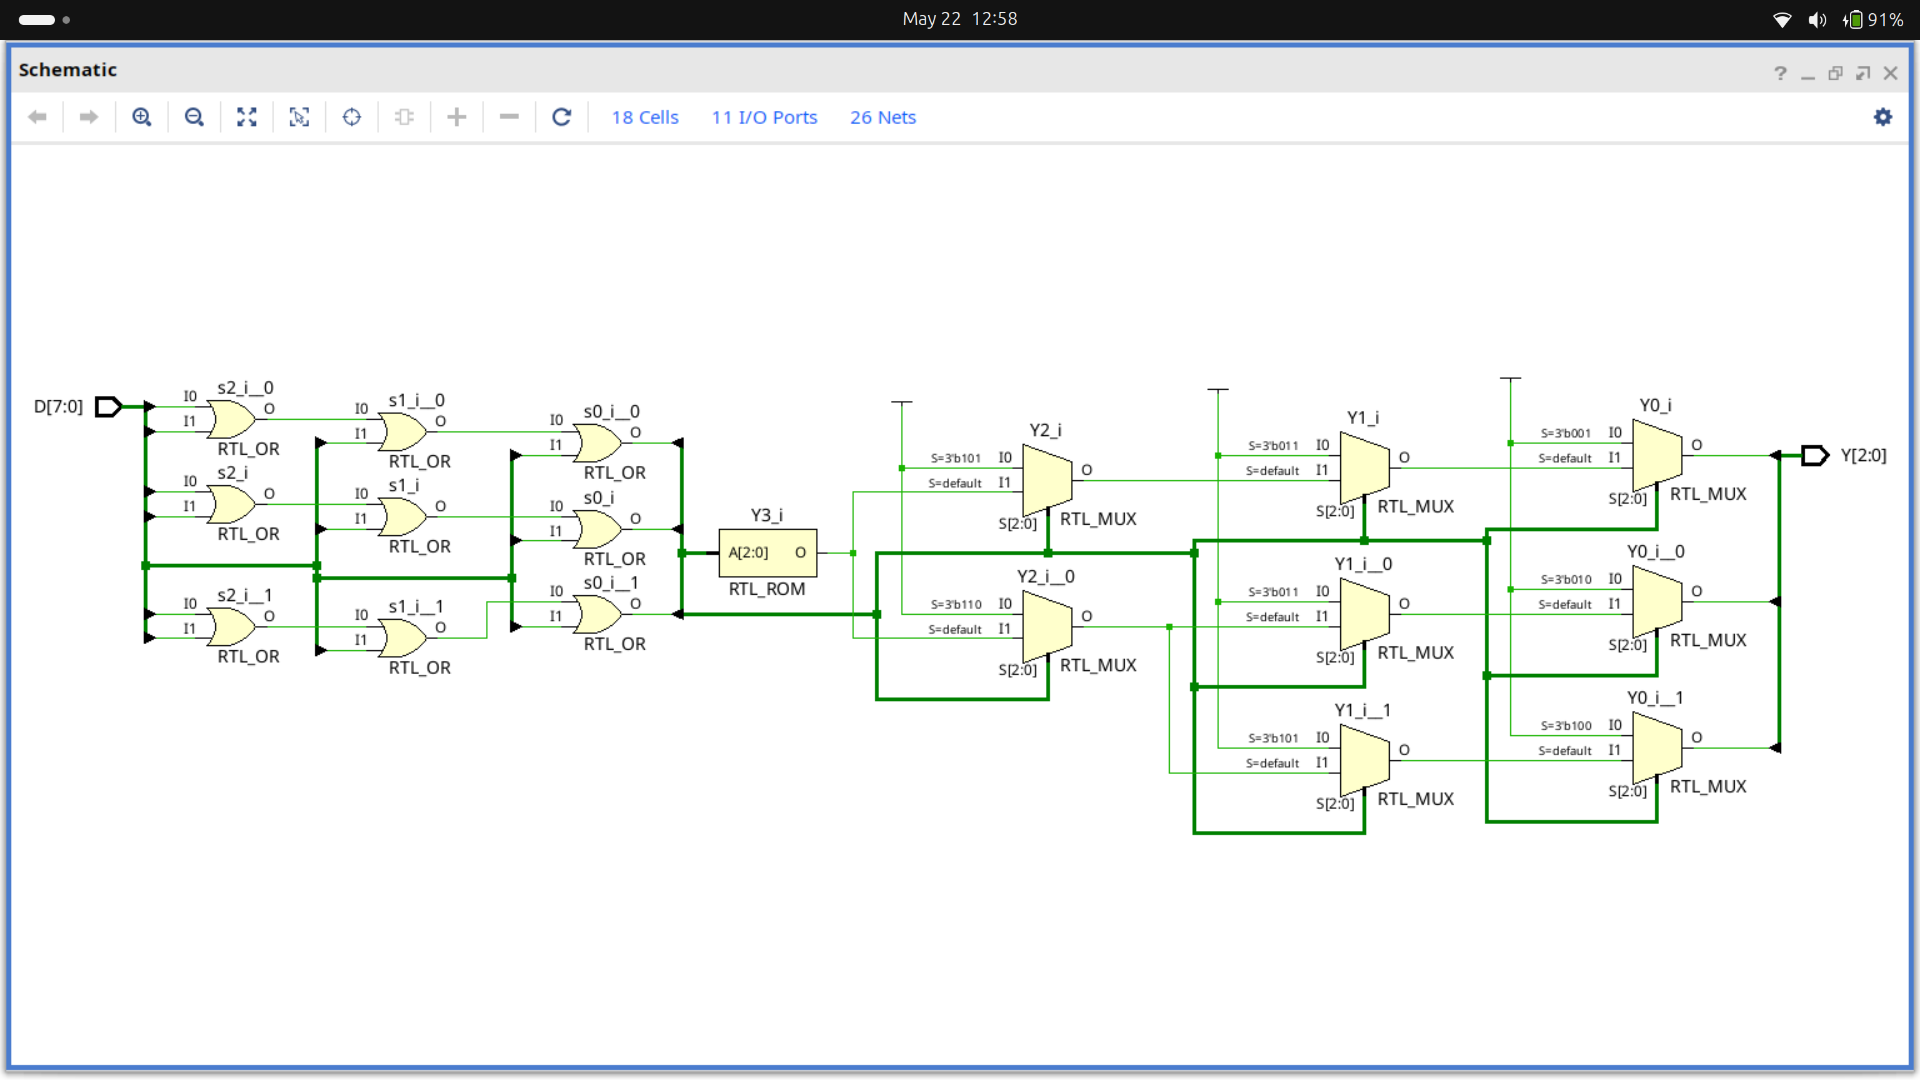 May 22 12:58
91%
Schematic
18 Cells 11 I/O Ports 26 Nets
D[7:0]
s2_i__0
I0
I1
O
RTL_OR
s2_i
I0
I1
O
RTL_OR
s2_i__1
I0
I1
O
RTL_OR
s1_i__0
I0
I1
O
RTL_OR
s1_i
I0
I1
O
RTL_OR
s1_i__1
I0
I1
O
RTL_OR
s0_i__0
I0
I1
O
RTL_OR
s0_i
I0
I1
O
RTL_OR
s0_i__1
I0
I1
O
RTL_OR
Y3_i
A[2:0] O
RTL_ROM
Y2_i
S=3'b101 I0
O
S=default I1
S[2:0]
RTL_MUX
Y2_i__0
S=3'b110 I0
O
S=default I1
S[2:0]
RTL_MUX
Y1_i
S=3'b011 I0
O
S=default I1
S[2:0]
RTL_MUX
Y1_i__0
S=3'b011 I0
O
S=default I1
S[2:0]
RTL_MUX
Y1_i__1
S=3'b101 I0
O
S=default I1
S[2:0]
RTL_MUX
Y0_i
S=3'b001 I0
O
S=default I1
S[2:0]
RTL_MUX
Y0_i__0
S=3'b010 I0
O
S=default I1
S[2:0]
RTL_MUX
Y0_i__1
S=3'b100 I0
O
S=default I1
S[2:0]
RTL_MUX
Y[2:0]